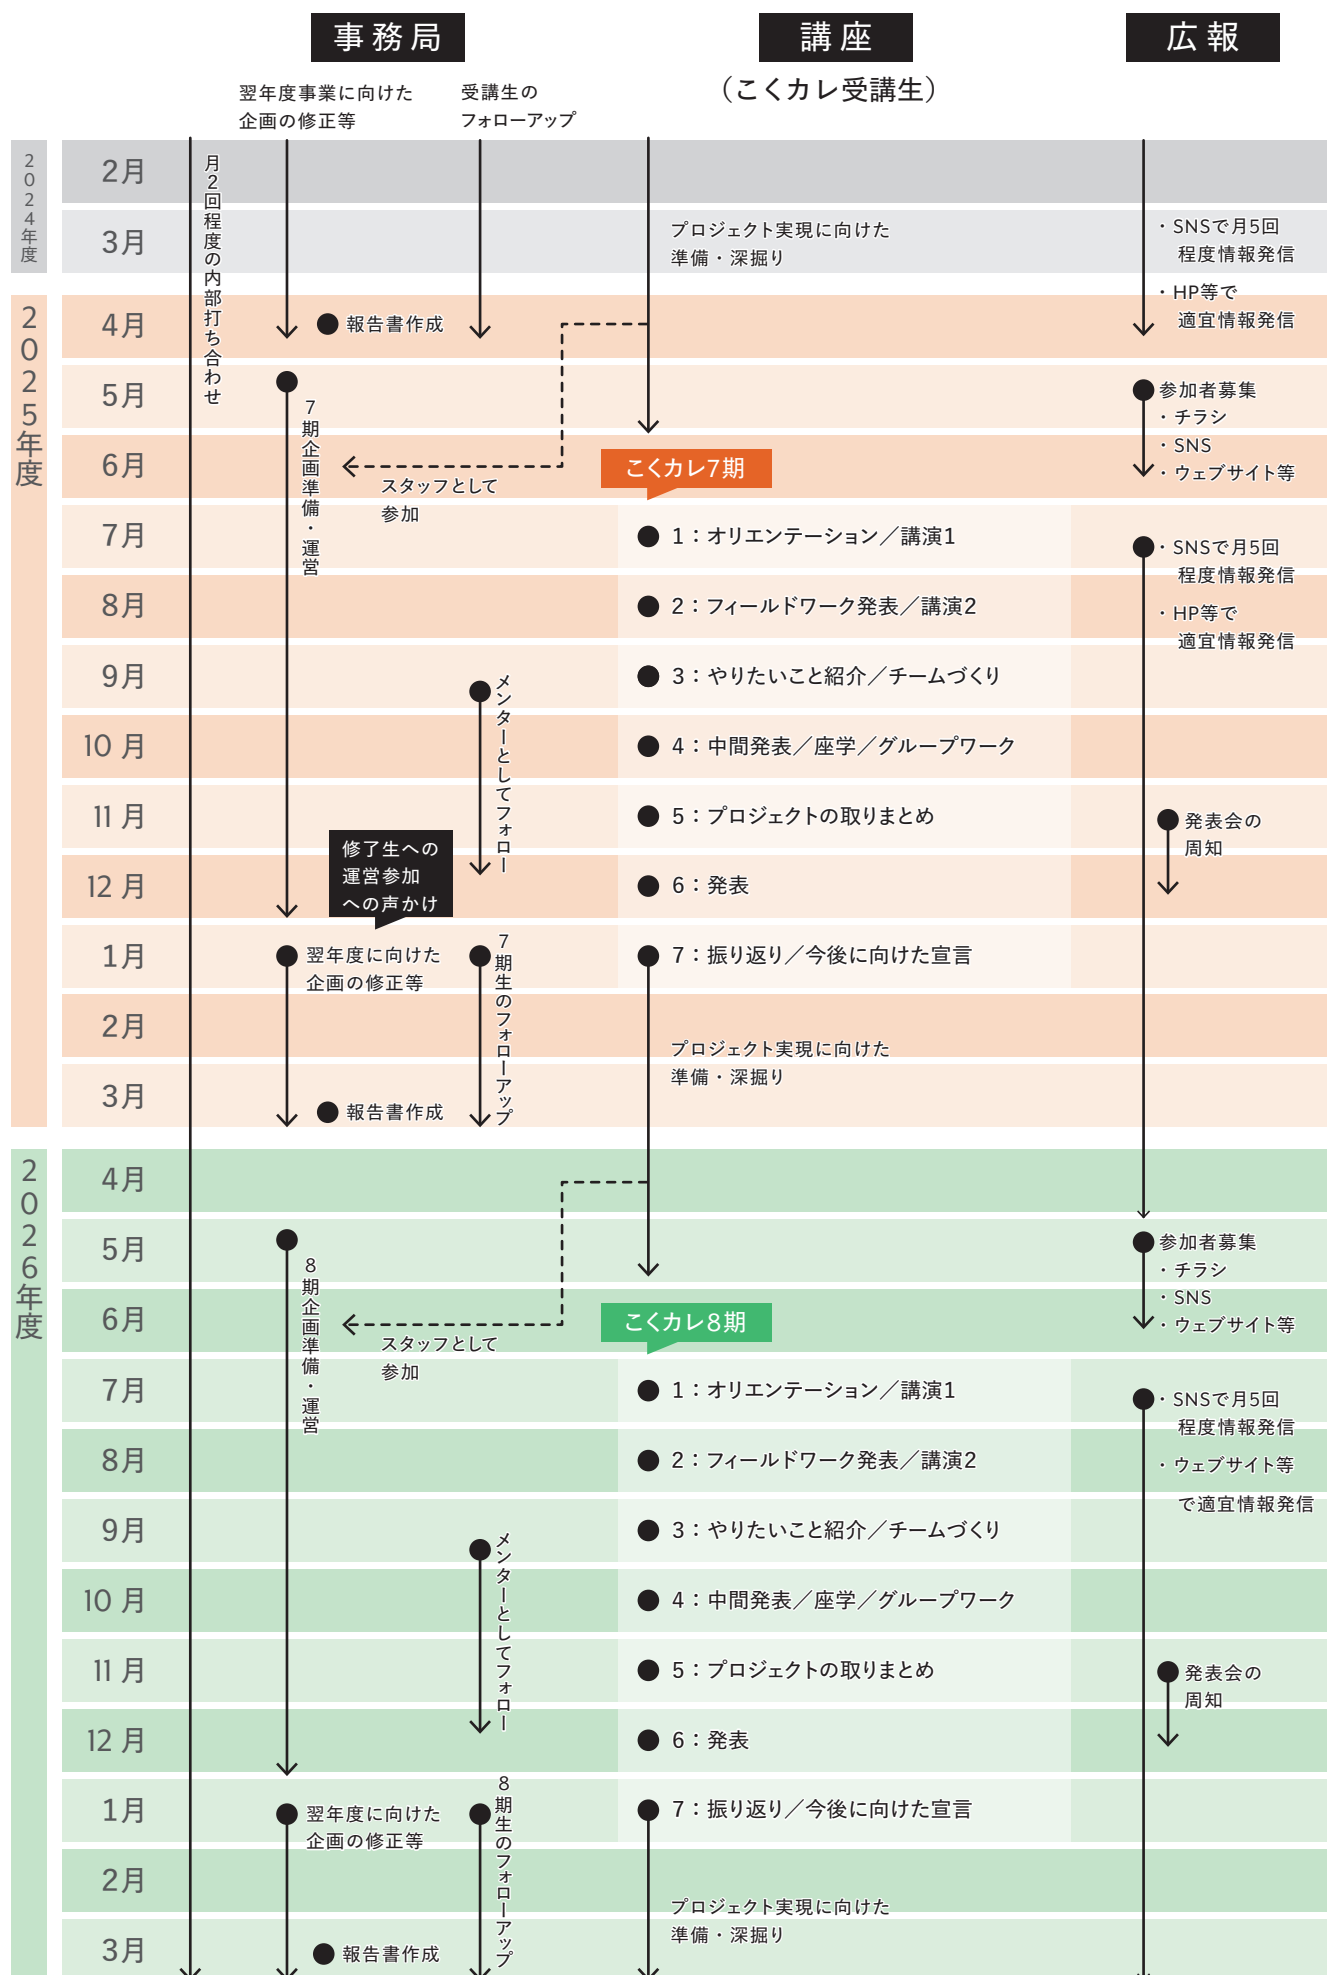 事務局
講座
広報
（こくカレ受講生）
翌年度事業に向けた
企画の修正等
受講生の
フォローアップ
2024年度
2月
3月
月2回程度の内部打ち合わせ
プロジェクト実現に向けた
準備・深掘り
・SNSで月5回
程度情報発信
・HP等で
適宜情報発信
2025年度
4月
報告書作成
5月
7期企画準備・運営
参加者募集
・チラシ
・SNS
・ウェブサイト等
6月
スタッフとして
参加
こくカレ7期
7月
1：オリエンテーション／講演1
・SNSで月5回
程度情報発信
・HP等で
適宜情報発信
8月
2：フィールドワーク発表／講演2
9月
メンターとしてフォロー
3：やりたいこと紹介／チームづくり
10月
4：中間発表／座学／グループワーク
11月
5：プロジェクトの取りまとめ
発表会の
周知
修了生への
運営参加
への声かけ
12月
6：発表
1月
翌年度に向けた
企画の修正等
7期生のフォローアップ
7：振り返り／今後に向けた宣言
2月
プロジェクト実現に向けた
準備・深掘り
3月
報告書作成
2026年度
4月
5月
8期企画準備・運営
参加者募集
・チラシ
・SNS
・ウェブサイト等
6月
スタッフとして
参加
こくカレ8期
7月
1：オリエンテーション／講演1
・SNSで月5回
程度情報発信
・ウェブサイト等
で適宜情報発信
8月
2：フィールドワーク発表／講演2
9月
メンターとしてフォロー
3：やりたいこと紹介／チームづくり
10月
4：中間発表／座学／グループワーク
11月
5：プロジェクトの取りまとめ
発表会の
周知
12月
6：発表
1月
翌年度に向けた
企画の修正等
8期生のフォローアップ
7：振り返り／今後に向けた宣言
2月
プロジェクト実現に向けた
準備・深掘り
3月
報告書作成